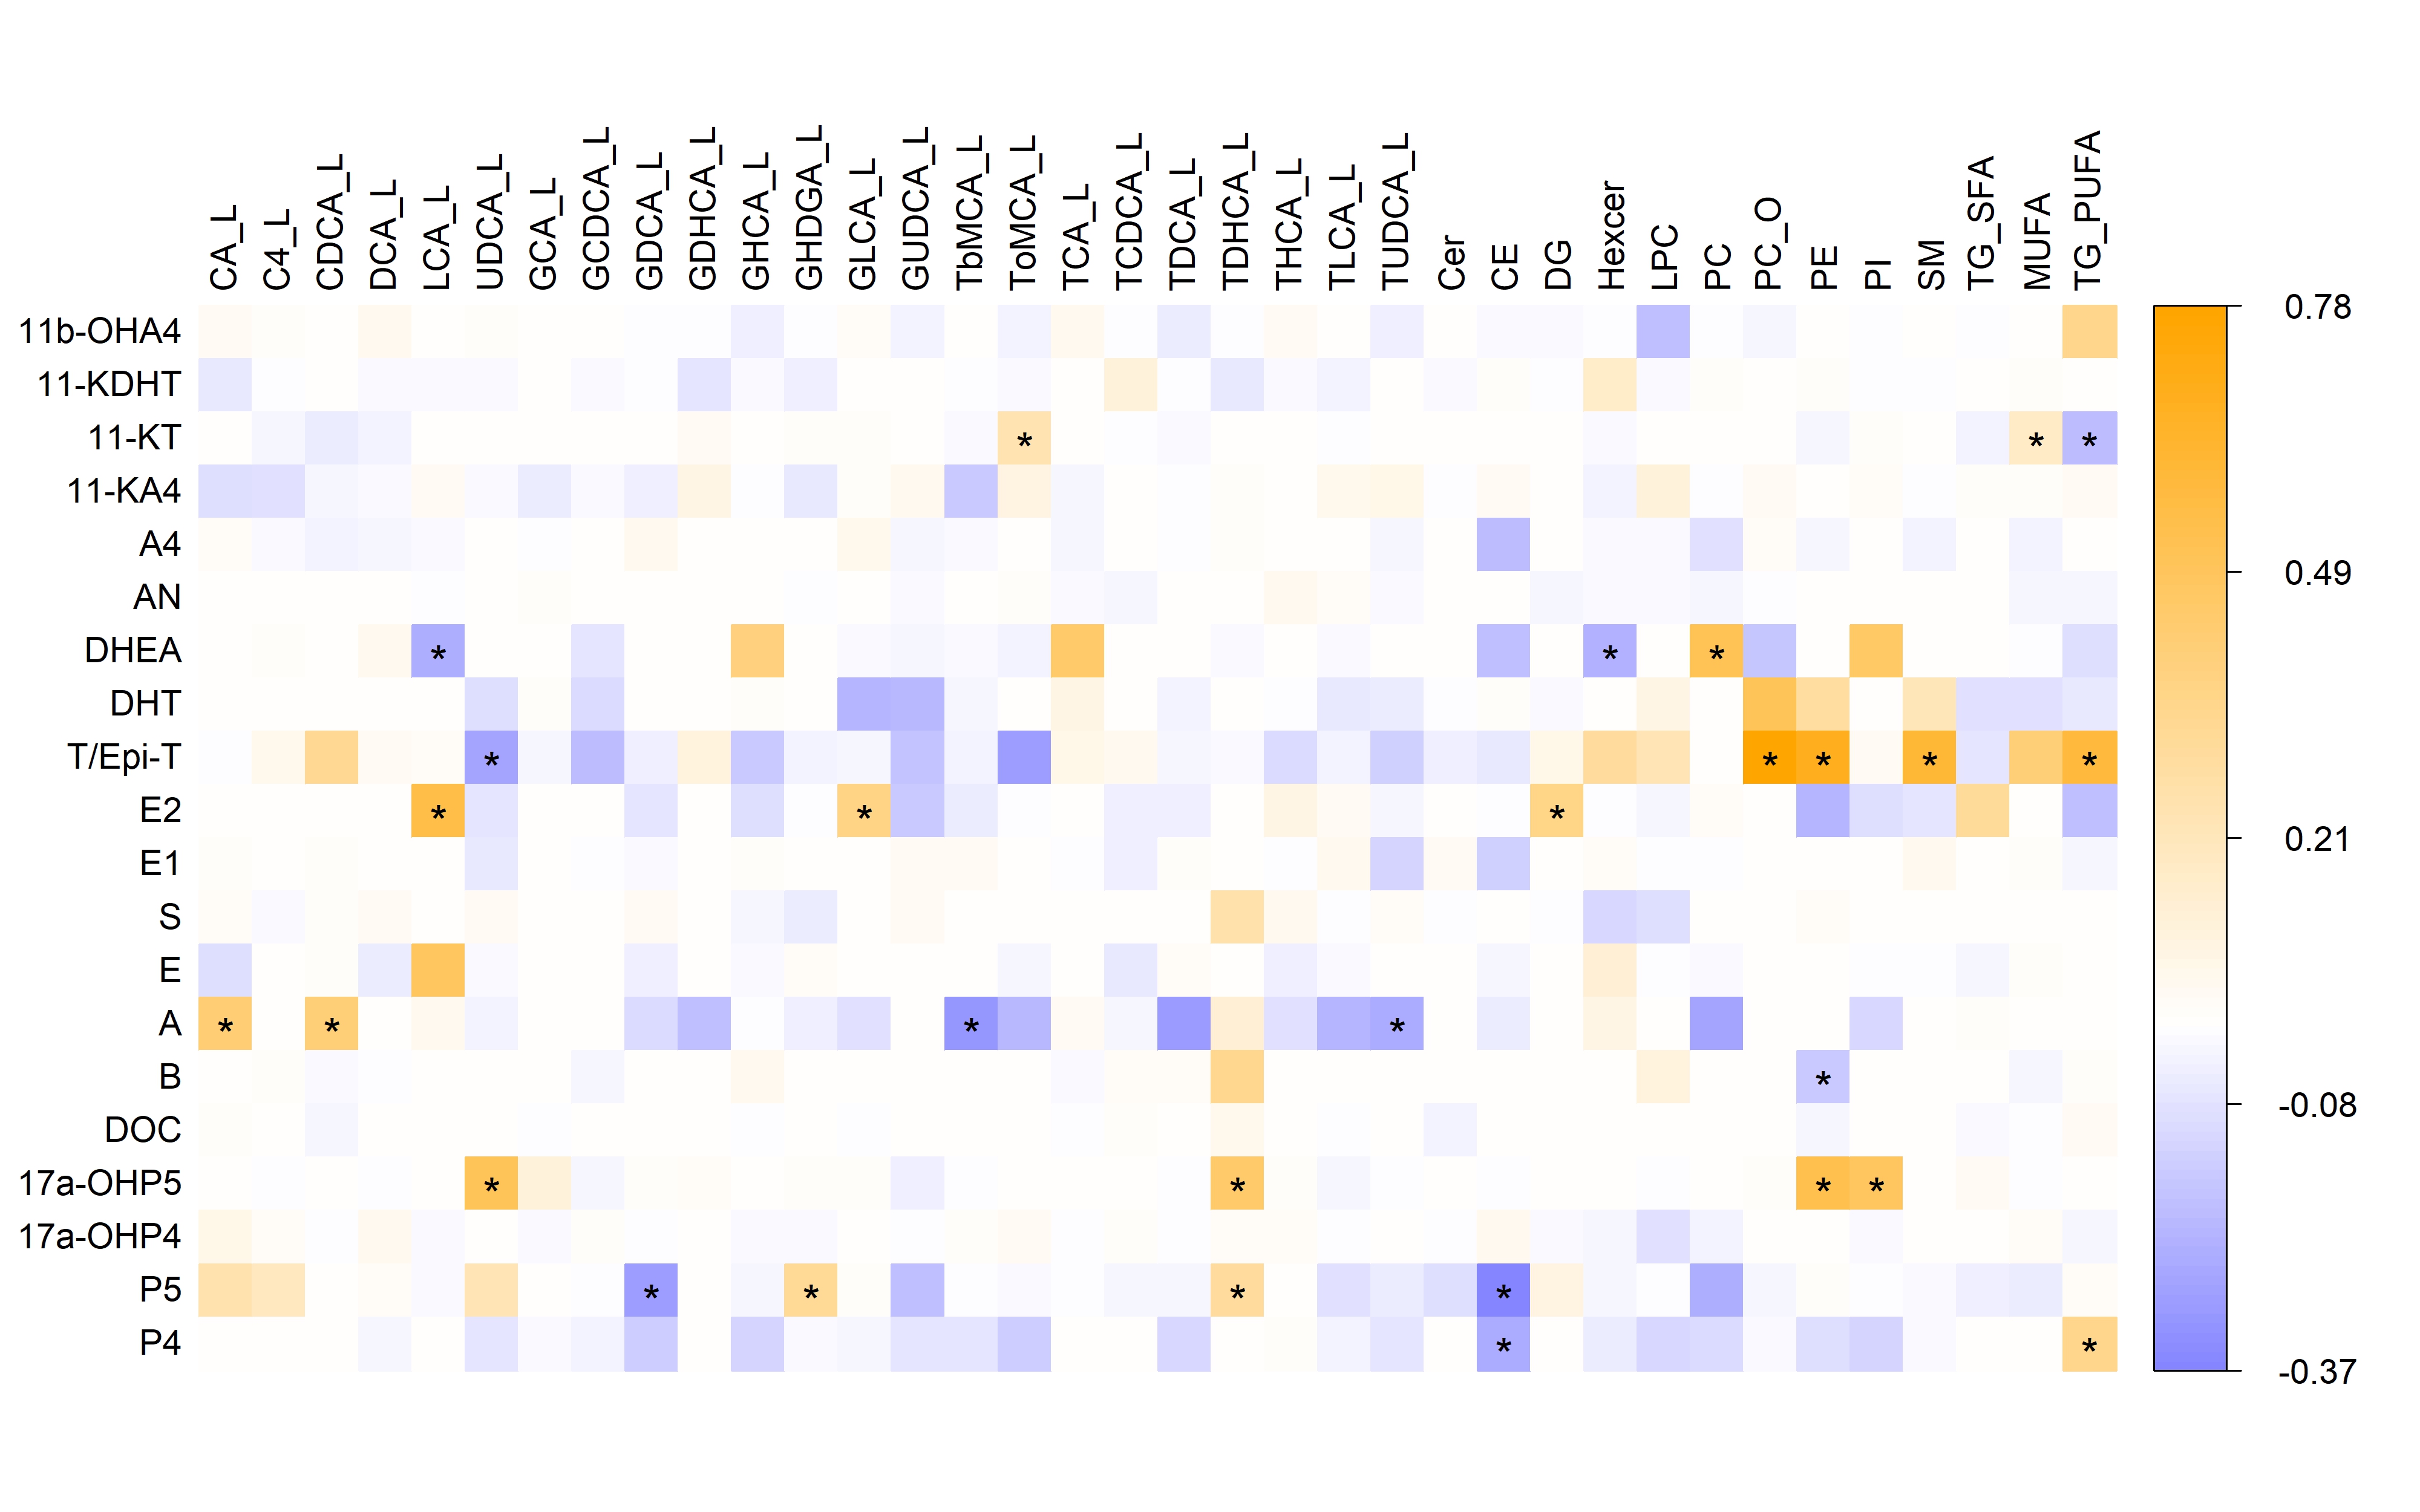 CA_L C4_L CDCA_L DCA_L LCA_L UDCA_L GCA_L GCDCA_L GDCA_L GDHCA_L GHCA_L GHDGA_L GLCA_L GUDCA_L TbMCA_L ToMCA_L TCA_L TCDCA_L TDCA_L TDHCA_L THCA_L TLCA_L TUDCA_L Cer CE DG Hexcer LPC PC PC_O PE PI SM TG_SFA MUFA TG_PUFA
11b-OHA4
11-KDHT
11-KT * * *
11-KA4
A4
AN
DHEA * * *
DHT
T/Epi-T * * * * *
E2 * * *
E1
S
E
A * * * *
B *
DOC
17a-OHP5 * * * *
17a-OHP4
P5 * * * *
P4 * *
0.78
0.49
0.21
-0.08
-0.37